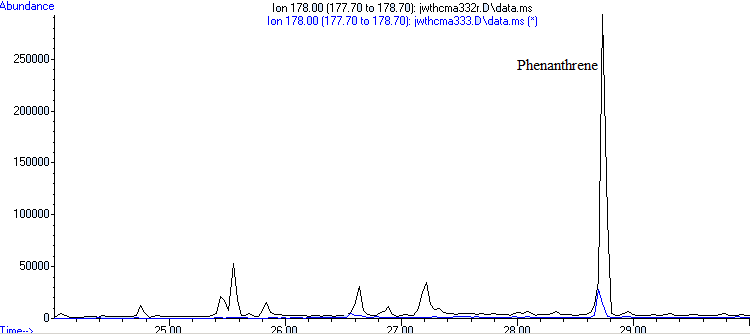 Abundance
Ion 178.00 (177.70 to 178.70): jwthcma332r.D\data.ms
Ion 178.00 (177.70 to 178.70): jwthcma333.D\data.ms (*)
Phenanthrene
250000
200000
150000
100000
50000
0
25.00 26.00 27.00 28.00 29.00
Time-->